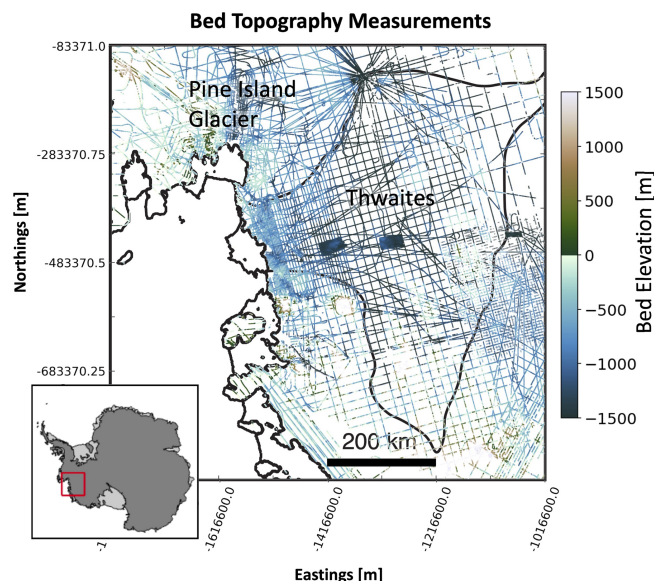 Bed Topography Measurements
-83371.0
Pine Island
Glacier
-283370.75
Thwaites
-483370.5
-683370.25
Northings [m]
200 km
-1
-1616600.0
-1416600.0
-1216600.0
-1016600.0
Eastings [m]
1500
1000
500
0
−500
−1000
−1500
Bed Elevation [m]